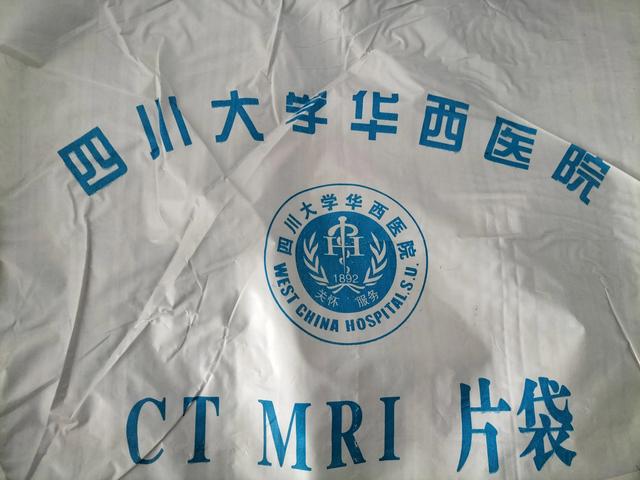 四川大学华西医院
四川大学华西医院
PH
1892
关怀 服务
WEST CHINA HOSPITAL.S.U.
CT MRI 片袋